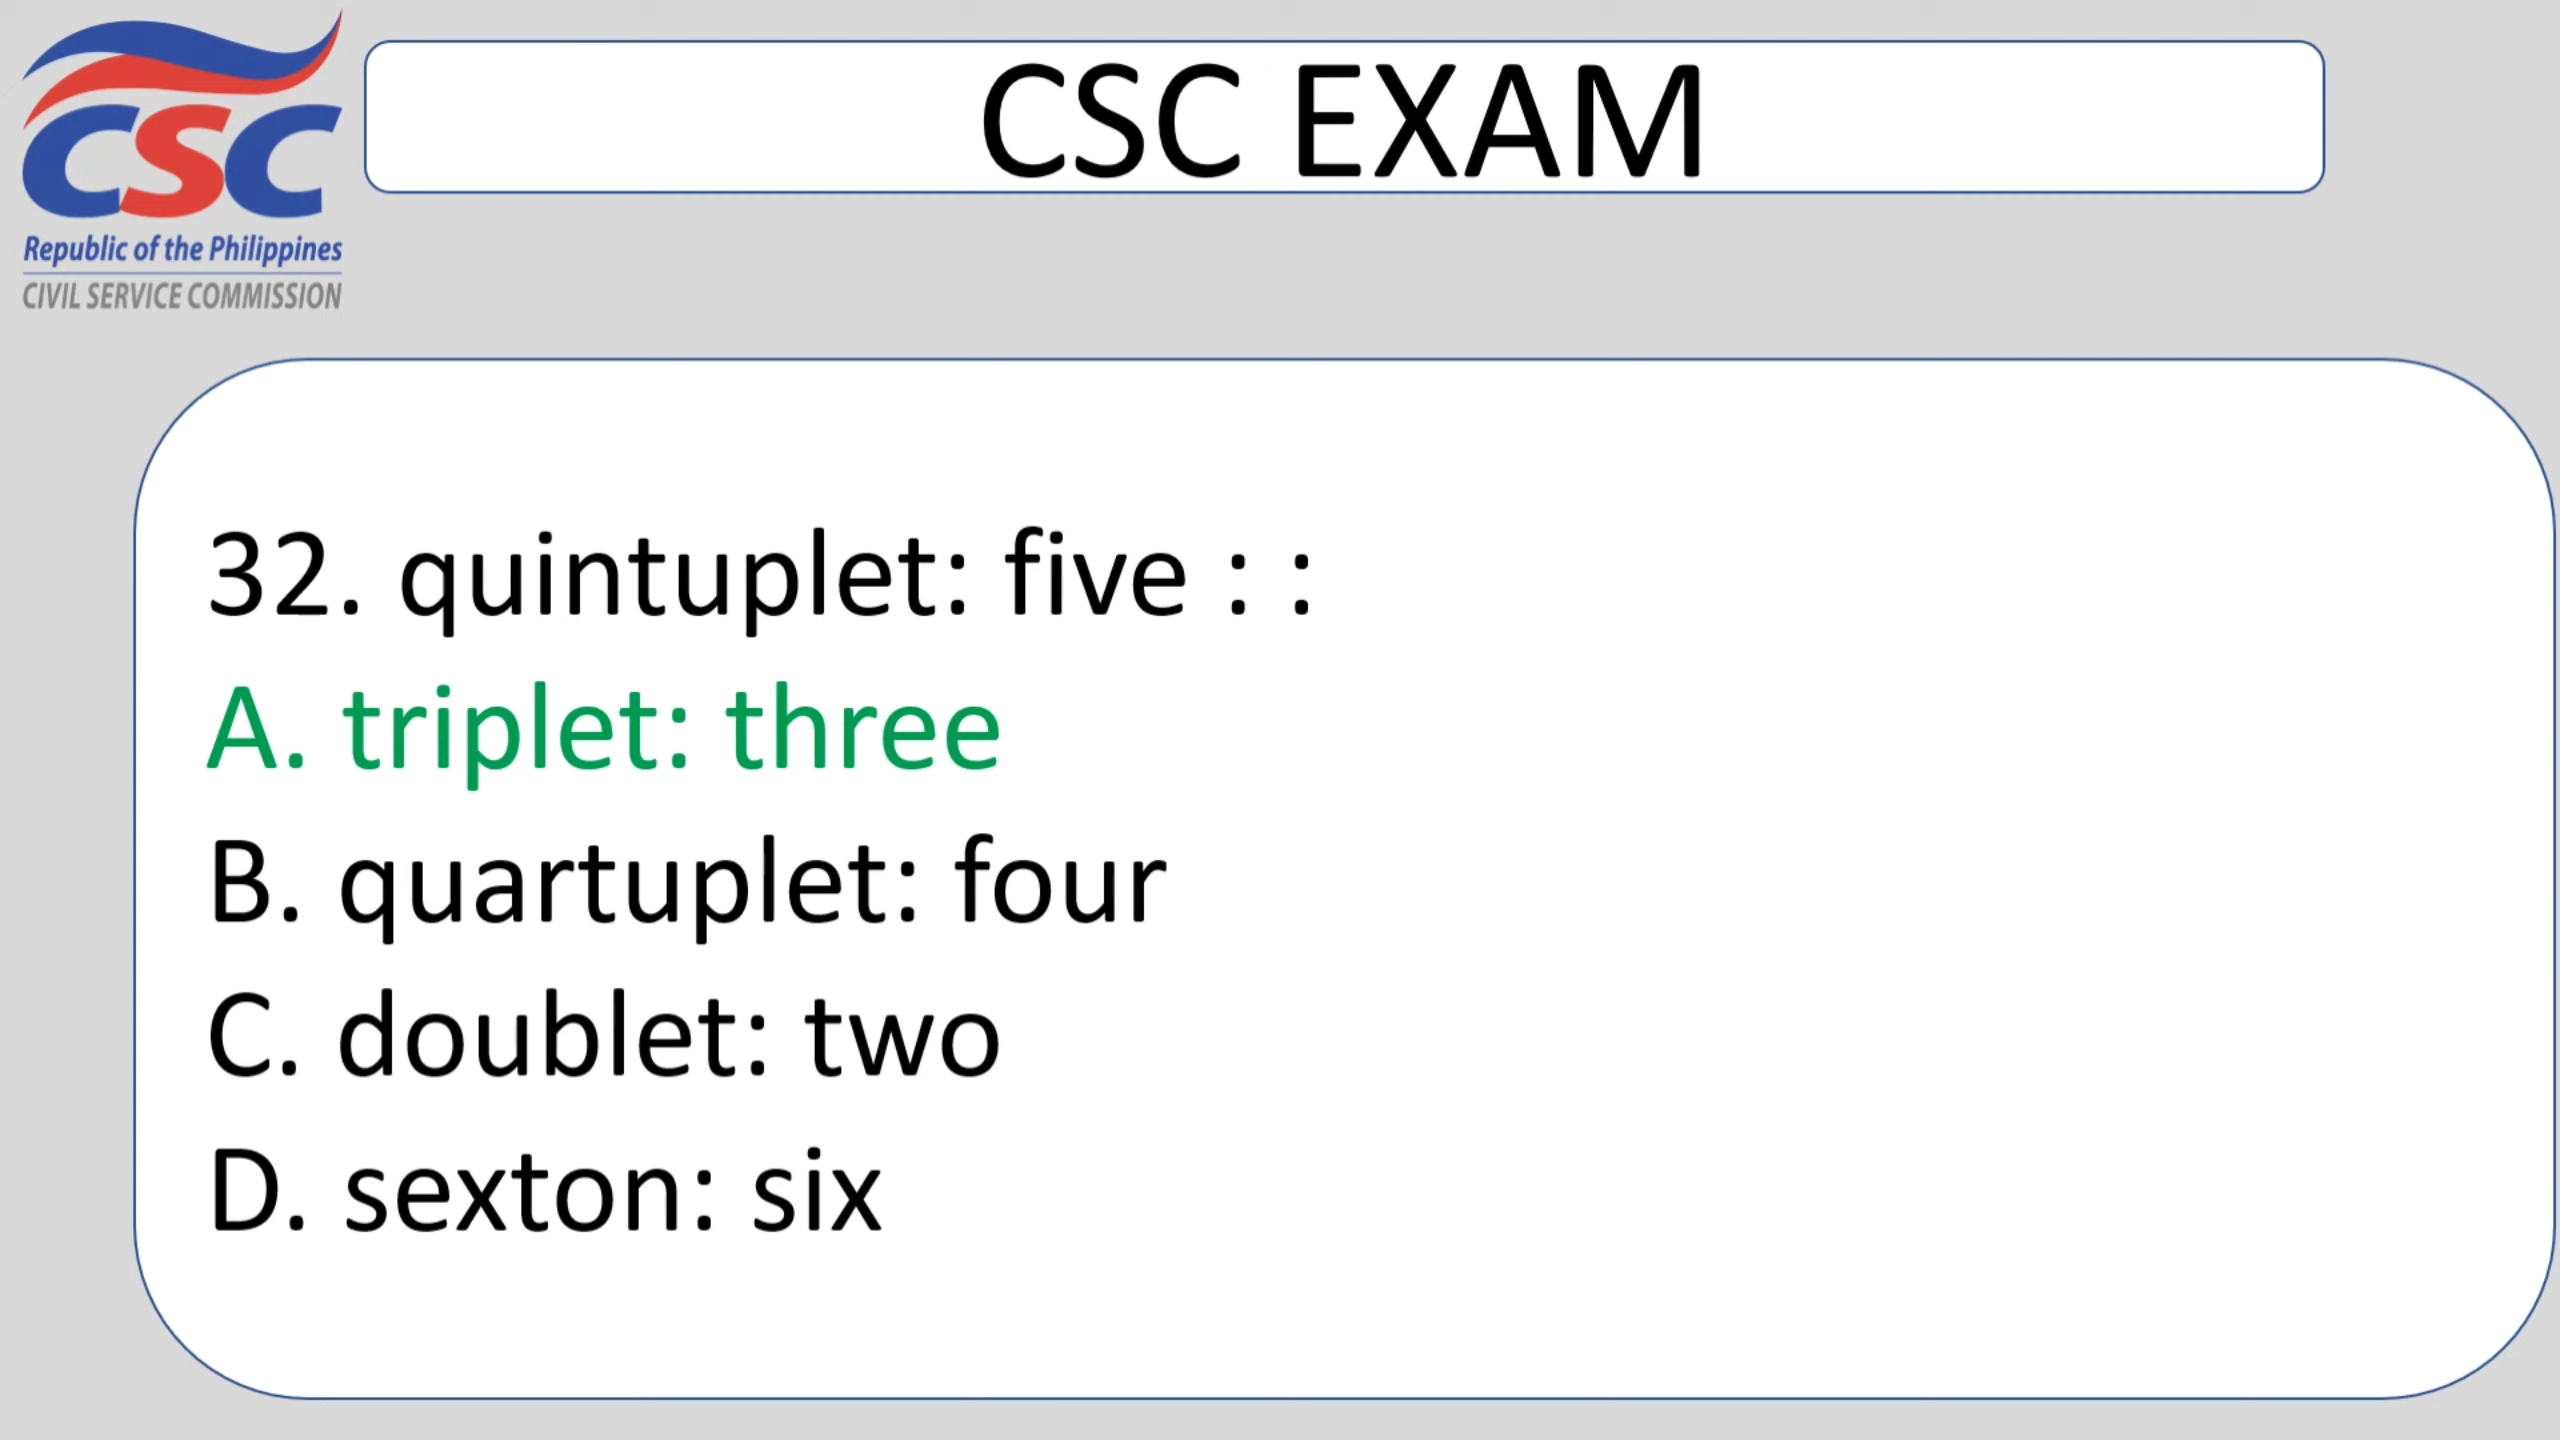 CSC
Republic of the Philippines
CIVIL SERVICE COMMISSION
CSC EXAM
32. quintuplet: five : :
A. triplet: three
B. quartuplet: four
C. doublet: two
D. sexton: six